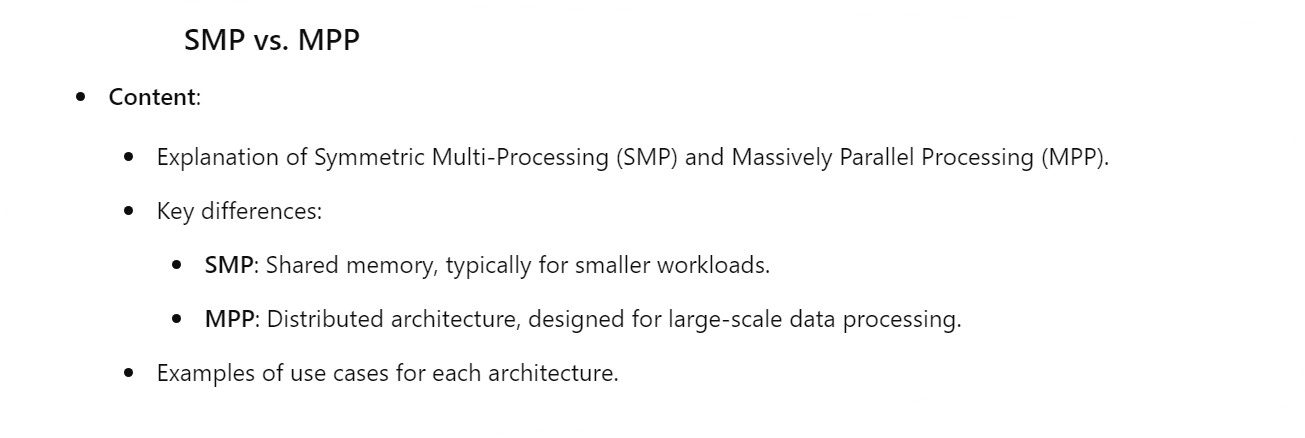 SMP vs. MPP
• Content:
• Explanation of Symmetric Multi-Processing (SMP) and Massively Parallel Processing (MPP).
• Key differences:
• SMP: Shared memory, typically for smaller workloads.
• MPP: Distributed architecture, designed for large-scale data processing.
• Examples of use cases for each architecture.